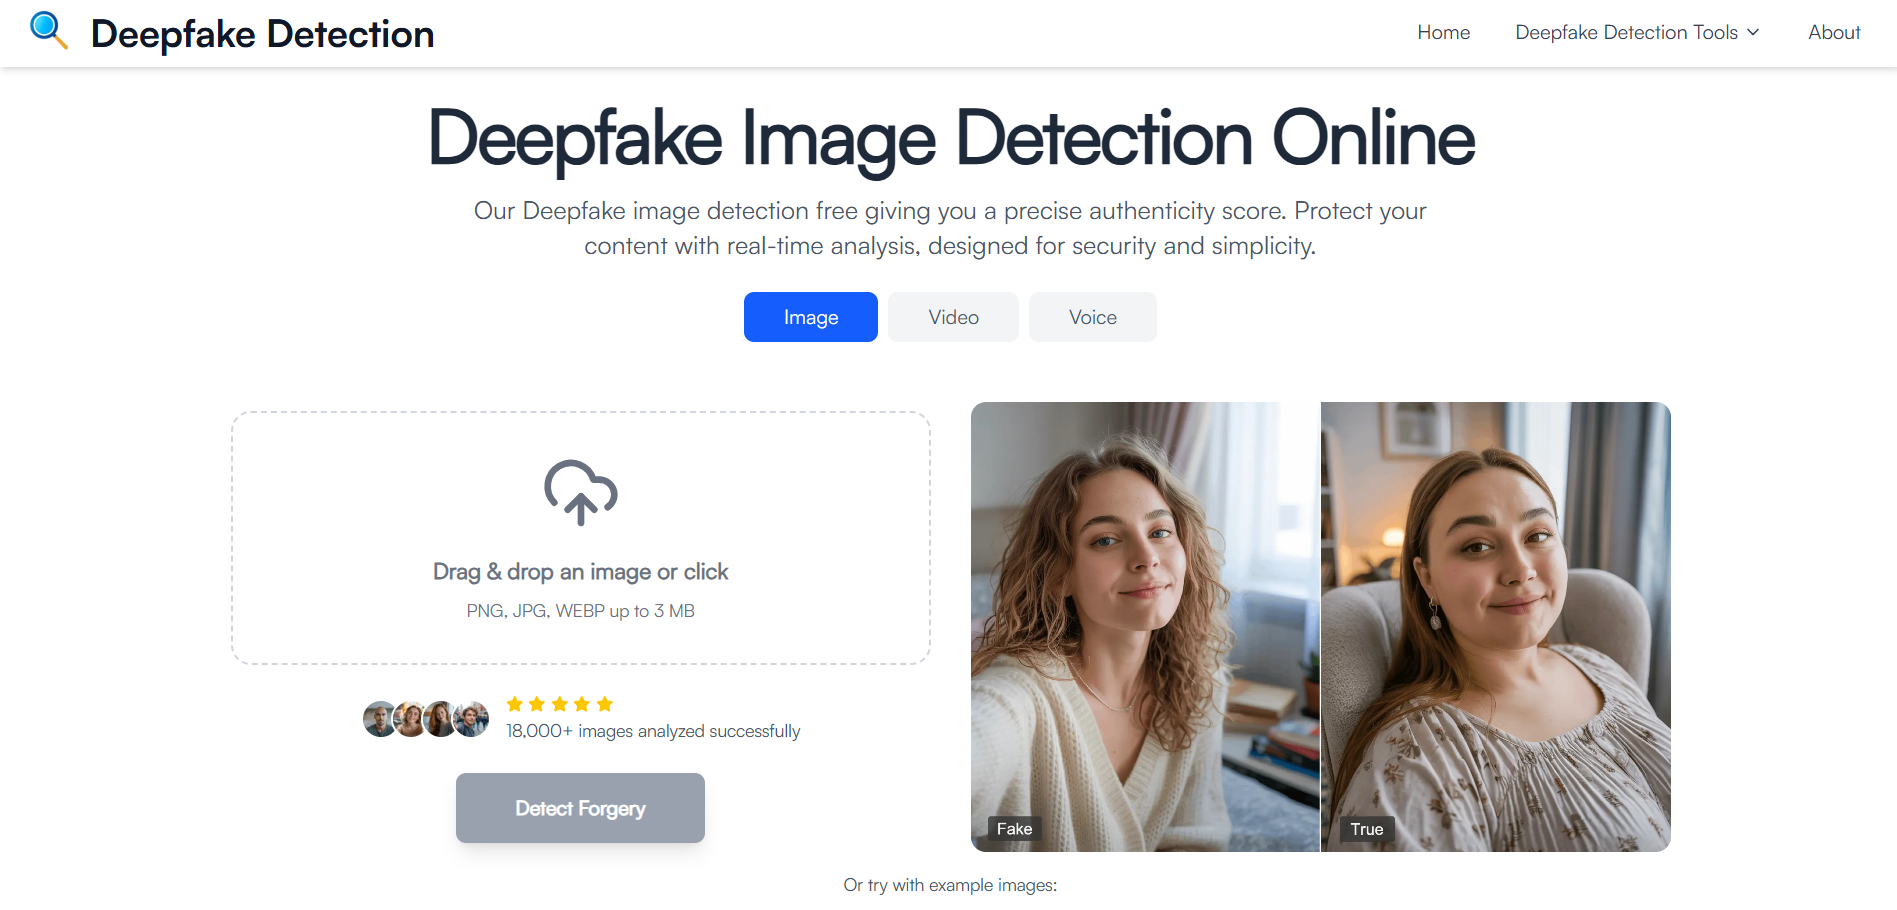 Deepfake Detection
Home
Deepfake Detection Tools
About
Deepfake Image Detection Online
Our Deepfake image detection free giving you a precise authenticity score. Protect your
content with real-time analysis, designed for security and simplicity.
Image
Video
Voice
Drag & drop an image or click
PNG, JPG, WEBP up to 3 MB
18,000+ images analyzed successfully
Detect Forgery
Fake
True
Or try with example images: